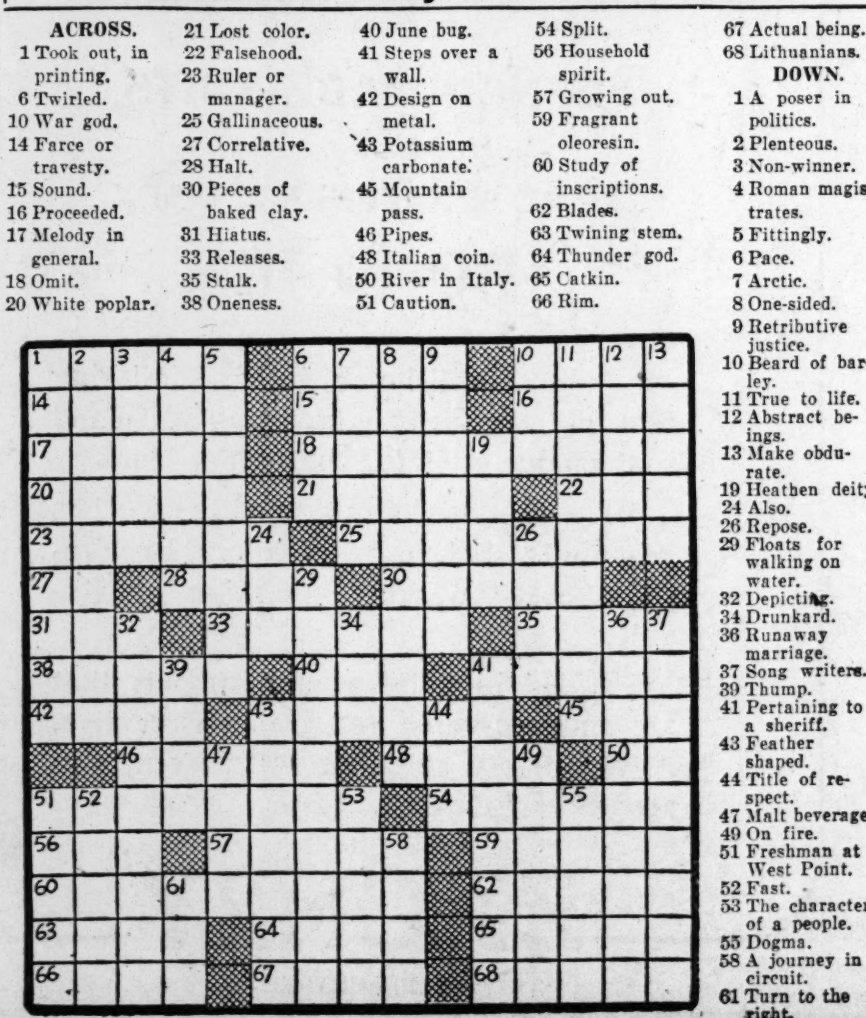 ACROSS.
1 Took out, in
printing.
6 Twirled.
10 War god.
14 Farce or
travesty.
15 Sound.
16 Proceeded.
17 Melody in
general.
18 Omit.
20 White poplar.
21 Lost color.
22 Falsehood.
23 Ruler or
manager.
25 Gallinaceous.
27 Correlative.
28 Halt.
30 Pieces of
baked clay.
31 Hiatus.
33 Releases.
35 Stalk.
38 Oneness.
40 June bug.
41 Steps over a
wall.
42 Design on
metal.
43 Potassium
carbonate.
45 Mountain
pass.
46 Pipes.
48 Italian coin.
50 River in Italy.
51 Caution.
54 Split.
56 Household
spirit.
57 Growing out.
59 Fragrant
oleoresin.
60 Study of
inscriptions.
62 Blades.
63 Twining stem.
64 Thunder god.
65 Catkin.
66 Rim.
67 Actual being.
68 Lithuanians.
DOWN.
1 A poser in
politics.
2 Plenteous.
3 Non-winner.
4 Roman magis
trates.
5 Fittingly.
6 Pace.
7 Arctic.
8 One-sided.
9 Retributive
justice.
10 Beard of bar-
ley.
11 True to life.
12 Abstract be-
ings.
13 Make obdu-
rate.
19 Heathen deity
24 Also.
26 Repose.
29 Floats for
walking on
water.
32 Depicting.
34 Drunkard.
36 Runaway
marriage.
37 Song writers.
39 Thump.
41 Pertaining to
a sheriff.
43 Feather
shaped.
44 Title of re-
spect.
47 Malt beverage
49 On fire.
51 Freshman at
West Point.
52 Fast.
53 The character
of a people.
55 Dogma.
58 A journey in
circuit.
61 Turn to the
right.
1 2 3 4 5 6 7 8 9 10 11 12 13
14 15 16
17 18 19
20 21 22
23 24 25 26
27 28 29 30
31 32 33 34 35 36 37
38 39 40 41
42 43 44 45
46 47 48 49 50
51 52 53 54 55
56 57 58 59
60 61 62
63 64 65
66 67 68